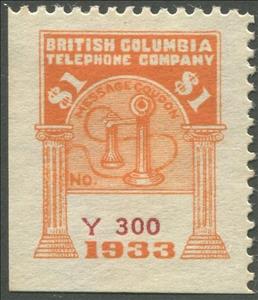 BRITISH COLUMBIA
TELEPHONE COMPANY
$1 $1
MESSAGE COUPON
NO.
Y 300
1933